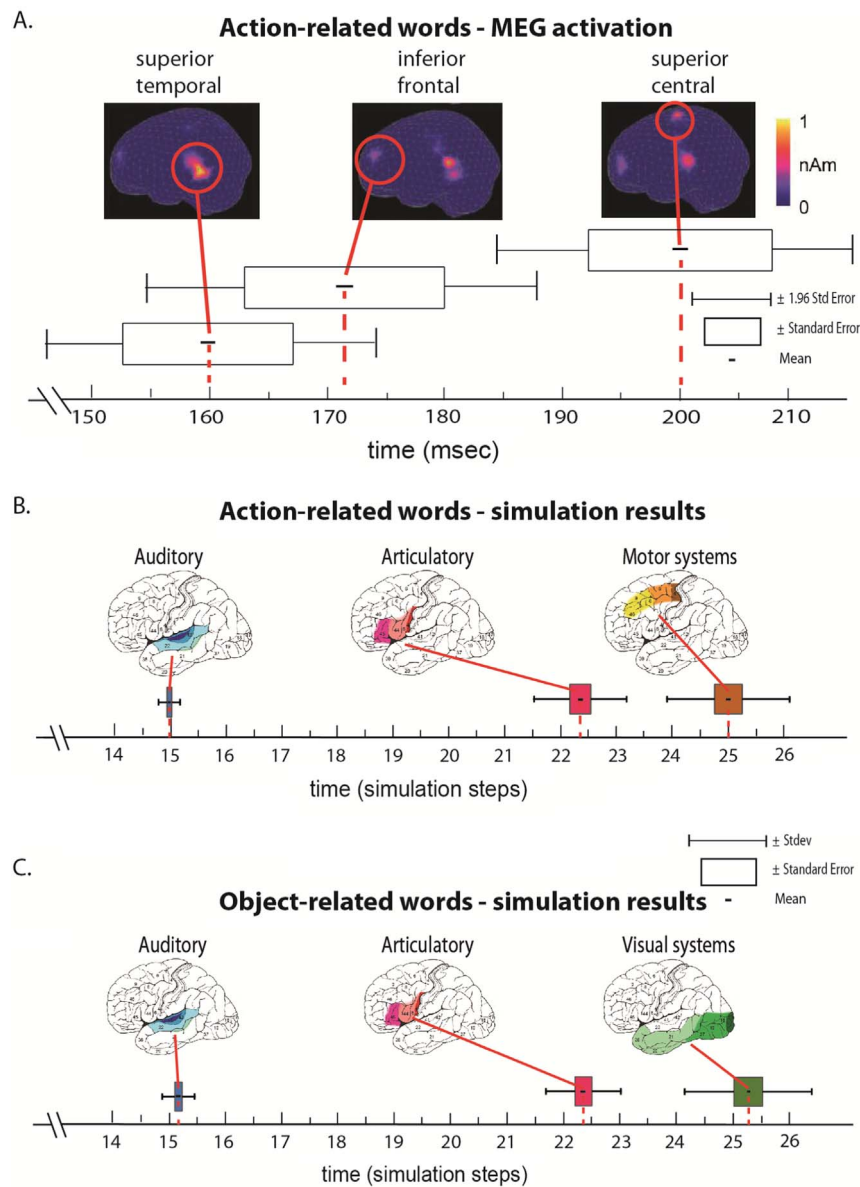 A.
Action-related words - MEG activation
superior
temporal
inferior
frontal
superior
central
1
nAm
0
± 1.96 Std Error
± Standard Error
Mean
150 160 170 180 190 200 210
time (msec)
B.
Action-related words - simulation results
Auditory Articulatory Motor systems
14 15 16 17 18 19 20 21 22 23 24 25 26
time (simulation steps)
± Stdev
± Standard Error
Mean
C.
Object-related words - simulation results
Auditory Articulatory Visual systems
14 15 16 17 18 19 20 21 22 23 24 25 26
time (simulation steps)